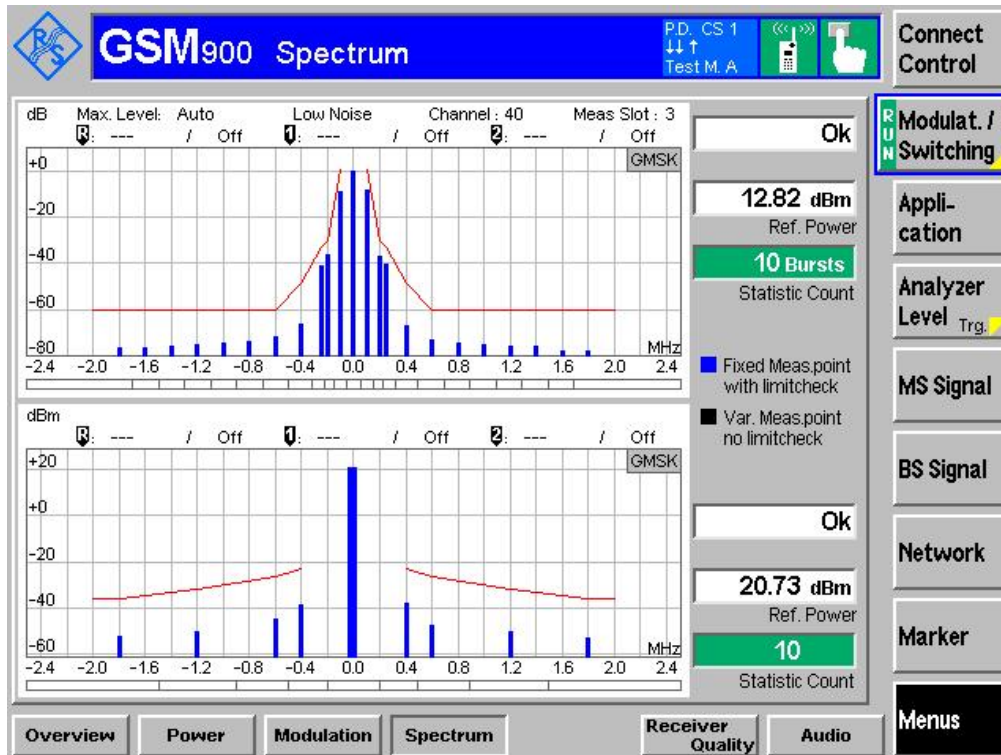 R S
GSM900 Spectrum
P.D. CS 1
Test M. A
Connect Control
dB Max. Level: Auto Low Noise Channel : 40 Meas Slot : 3
R: --- / Off 1: --- / Off 2: --- / Off
GMSK
+0
-20
-40
-60
-80
MHz
-2.4 -2.0 -1.6 -1.2 -0.8 -0.4 0.0 0.4 0.8 1.2 1.6 2.0 2.4
Ok
12.82 dBm
Ref. Power
10 Bursts
Statistic Count
Fixed Meas.point
with limitcheck
Var. Meas.point
no limitcheck
dBm
R: --- / Off 1: --- / Off 2: --- / Off
GMSK
+20
+0
-20
-40
-60
MHz
-2.4 -2.0 -1.6 -1.2 -0.8 -0.4 0.0 0.4 0.8 1.2 1.6 2.0 2.4
Ok
20.73 dBm
Ref. Power
10
Statistic Count
RUN
Modulat. /
Switching
Appli-
cation
Analyzer
Level Trg.
MS Signal
BS Signal
Network
Marker
Menus
Overview Power Modulation Spectrum Receiver Quality Audio